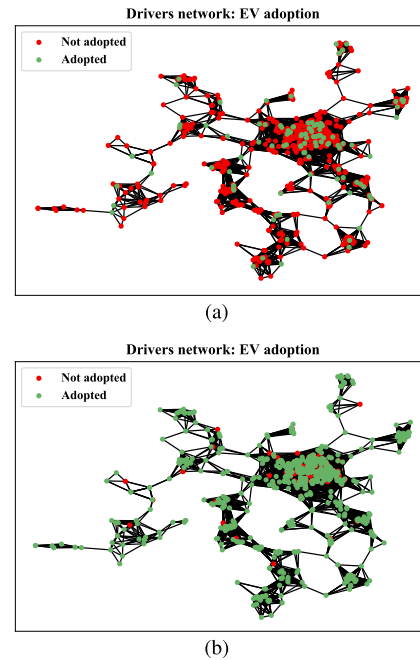 Drivers network: EV adoption
Not adopted
Adopted
(a)
Drivers network: EV adoption
Not adopted
Adopted
(b)